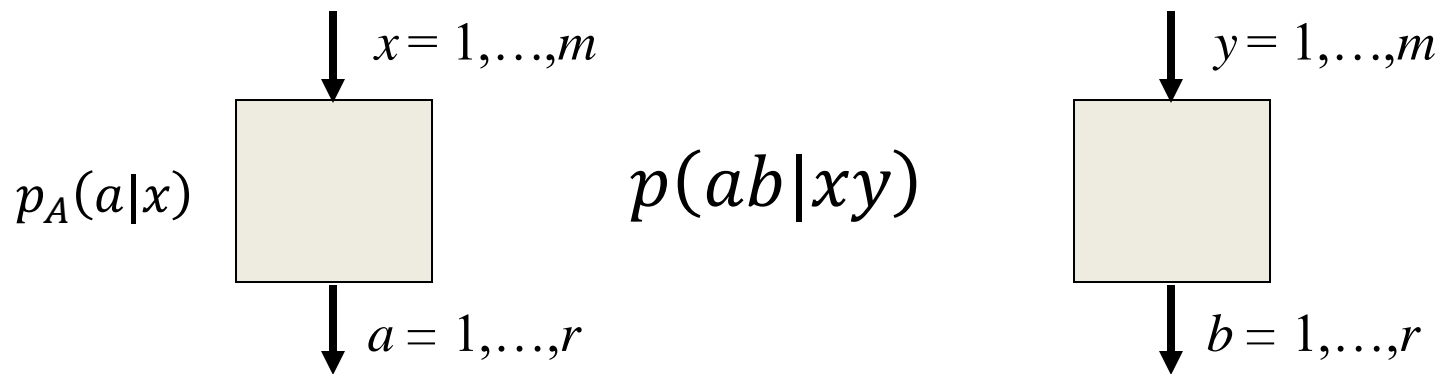 x = 1,…,m
y = 1,…,m
p_A(a|x)
p(ab|xy)
a = 1,…,r
b = 1,…,r